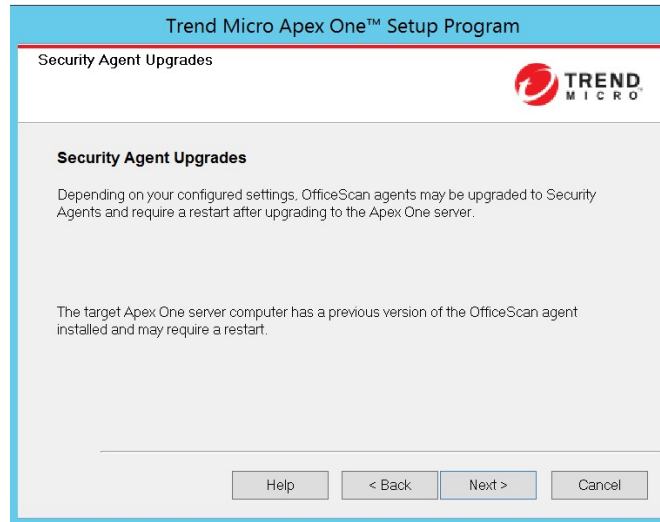 Trend Micro Apex One™ Setup Program
Security Agent Upgrades
TREND
MICRO
Security Agent Upgrades
Depending on your configured settings, OfficeScan agents may be upgraded to Security
Agents and require a restart after upgrading to the Apex One server.
The target Apex One server computer has a previous version of the OfficeScan agent
installed and may require a restart.
Help
< Back
Next >
Cancel